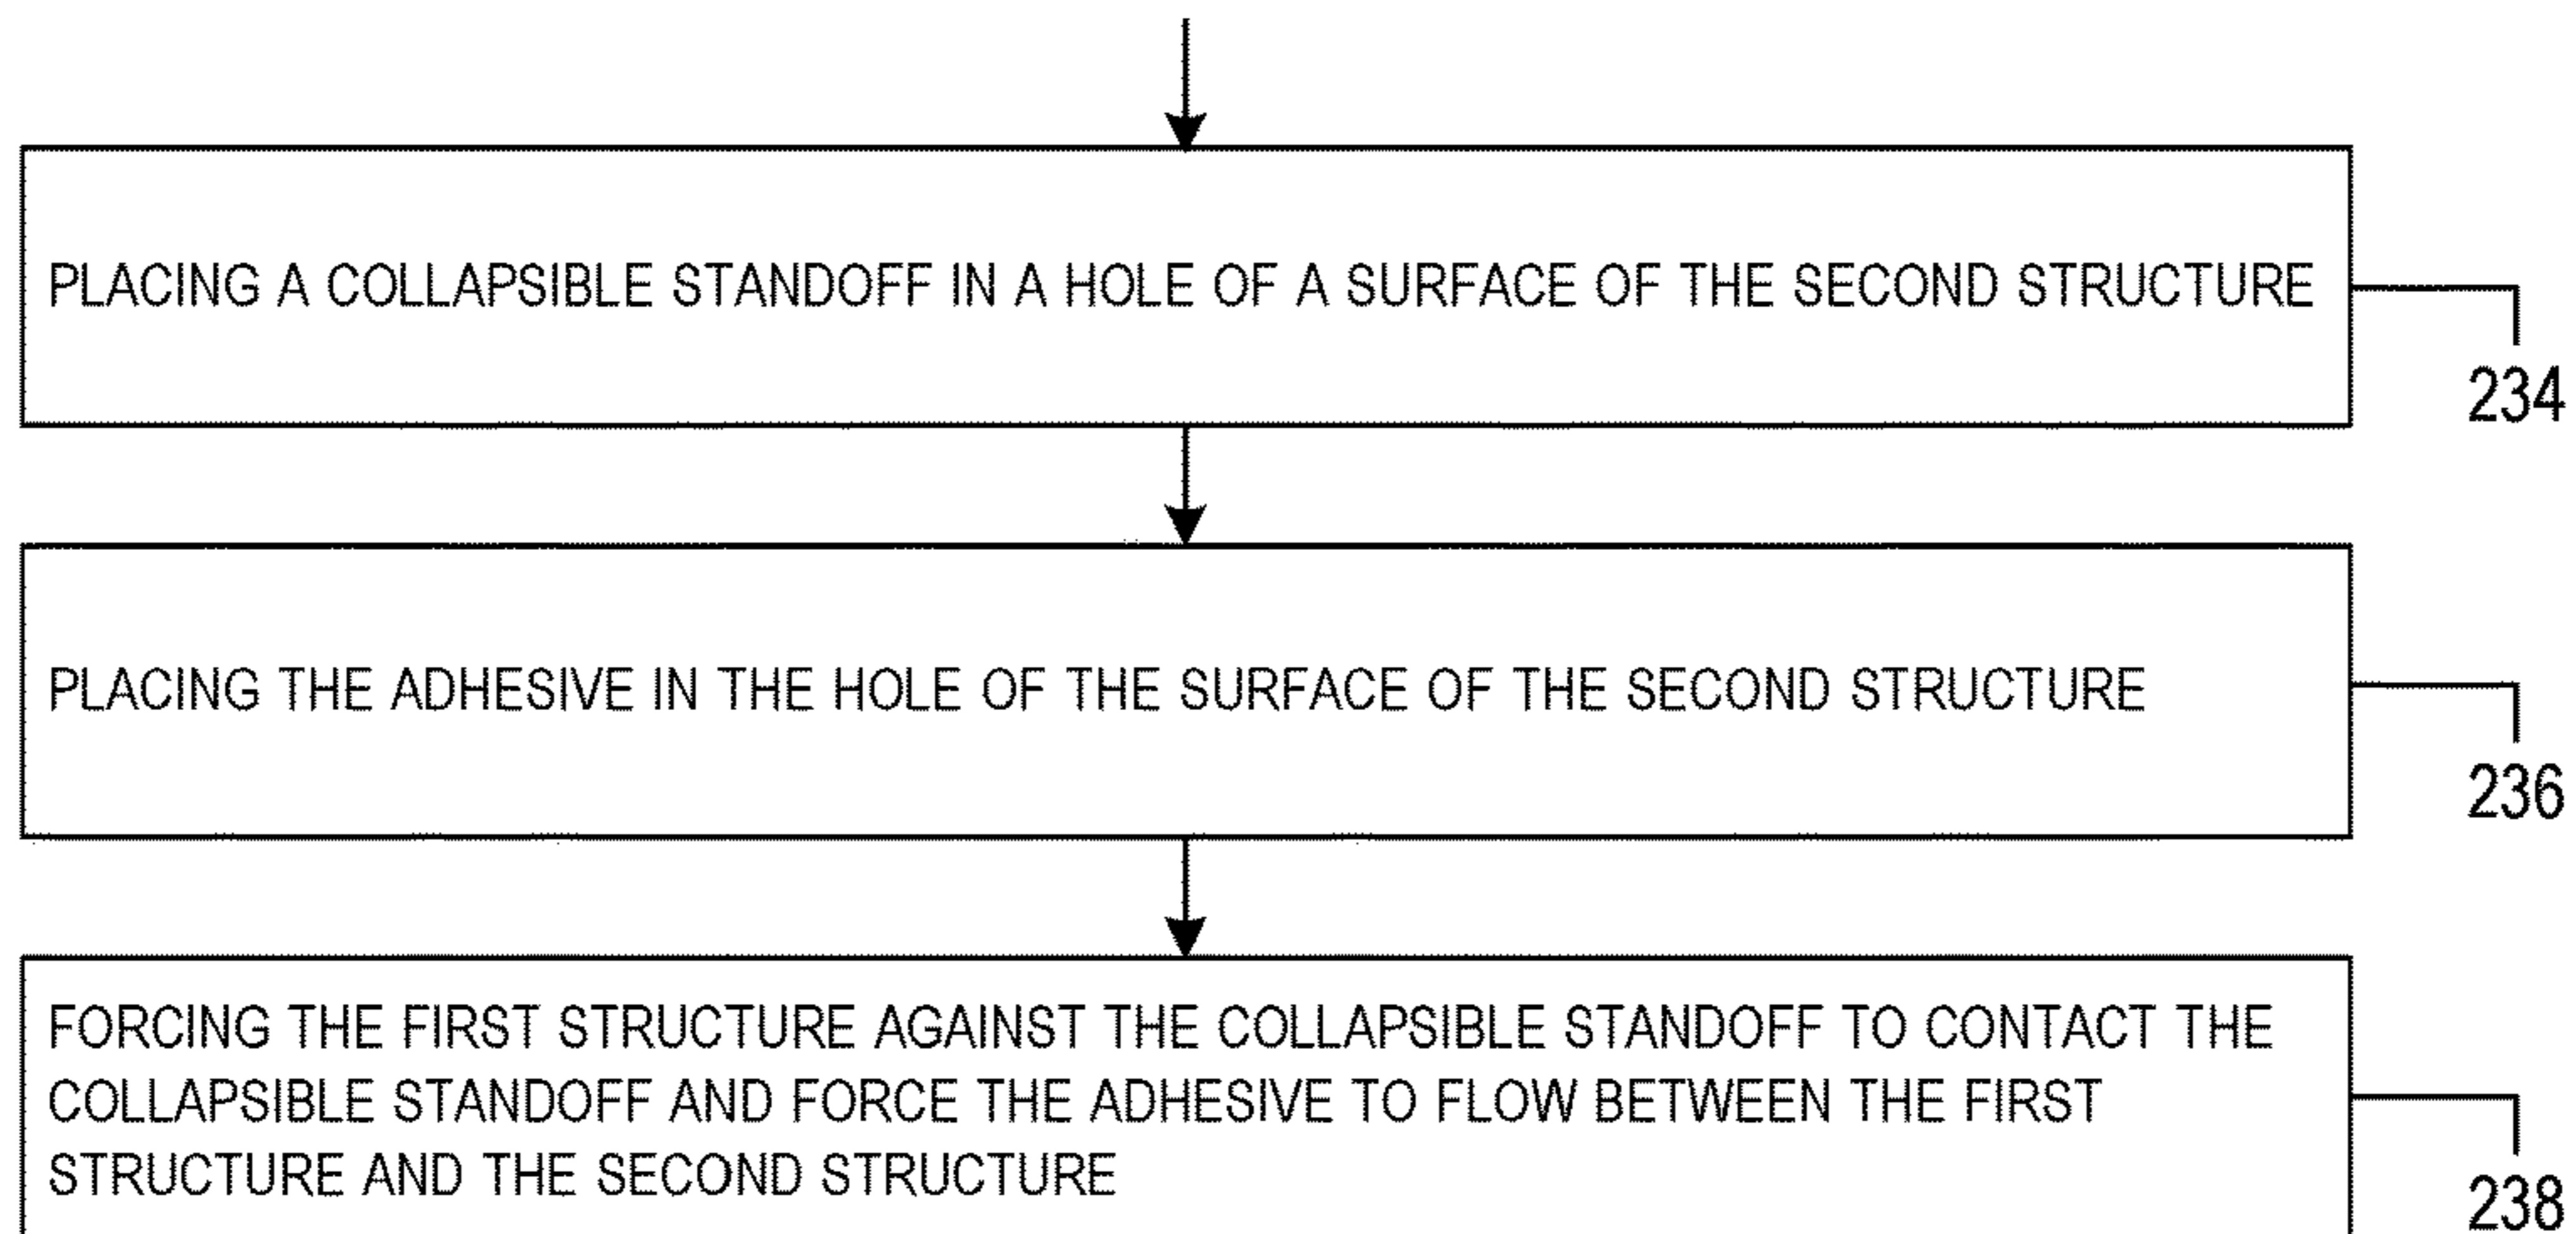 PLACING A COLLAPSIBLE STANDOFF IN A HOLE OF A SURFACE OF THE SECOND STRUCTURE
234
PLACING THE ADHESIVE IN THE HOLE OF THE SURFACE OF THE SECOND STRUCTURE
236
FORCING THE FIRST STRUCTURE AGAINST THE COLLAPSIBLE STANDOFF TO CONTACT THE
COLLAPSIBLE STANDOFF AND FORCE THE ADHESIVE TO FLOW BETWEEN THE FIRST
STRUCTURE AND THE SECOND STRUCTURE
238